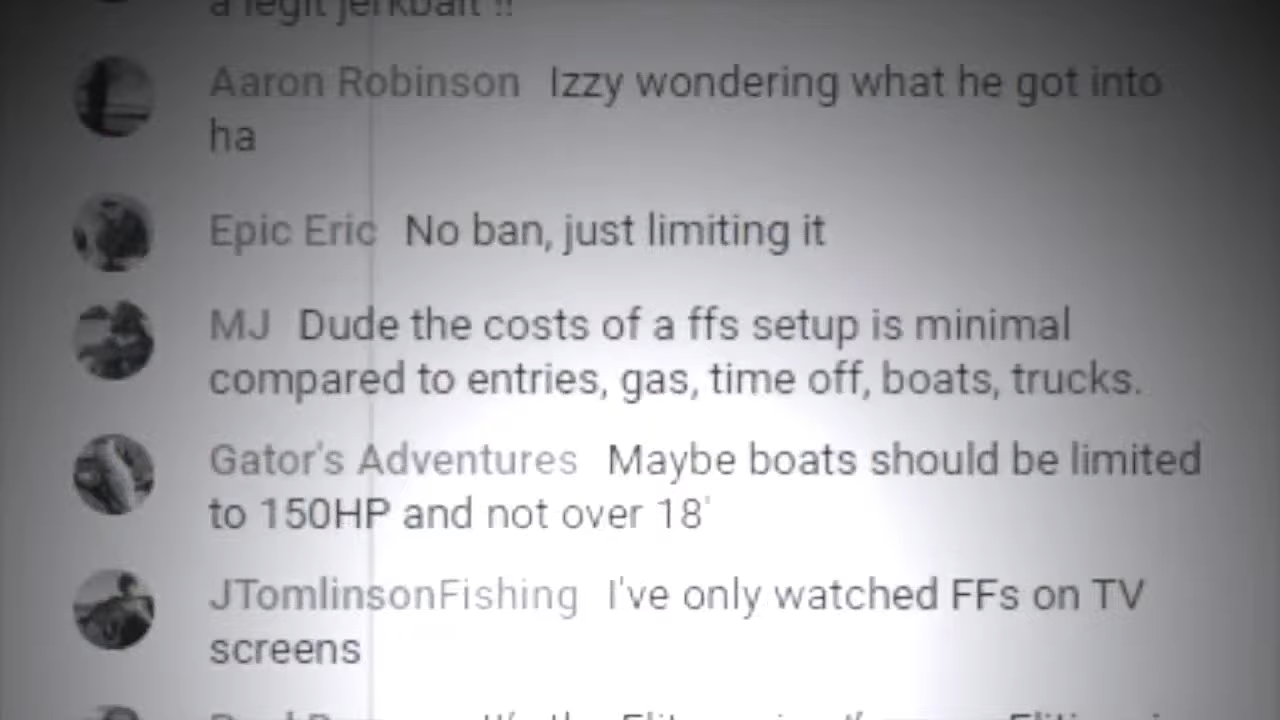 a legit jerkbait !!
Aaron Robinson Izzy wondering what he got into
ha
Epic Eric No ban, just limiting it
MJ Dude the costs of a ffs setup is minimal
compared to entries, gas, time off, boats, trucks.
Gator's Adventures Maybe boats should be limited
to 150HP and not over 18'
JTomlinsonFishing I've only watched FFs on TV
screens